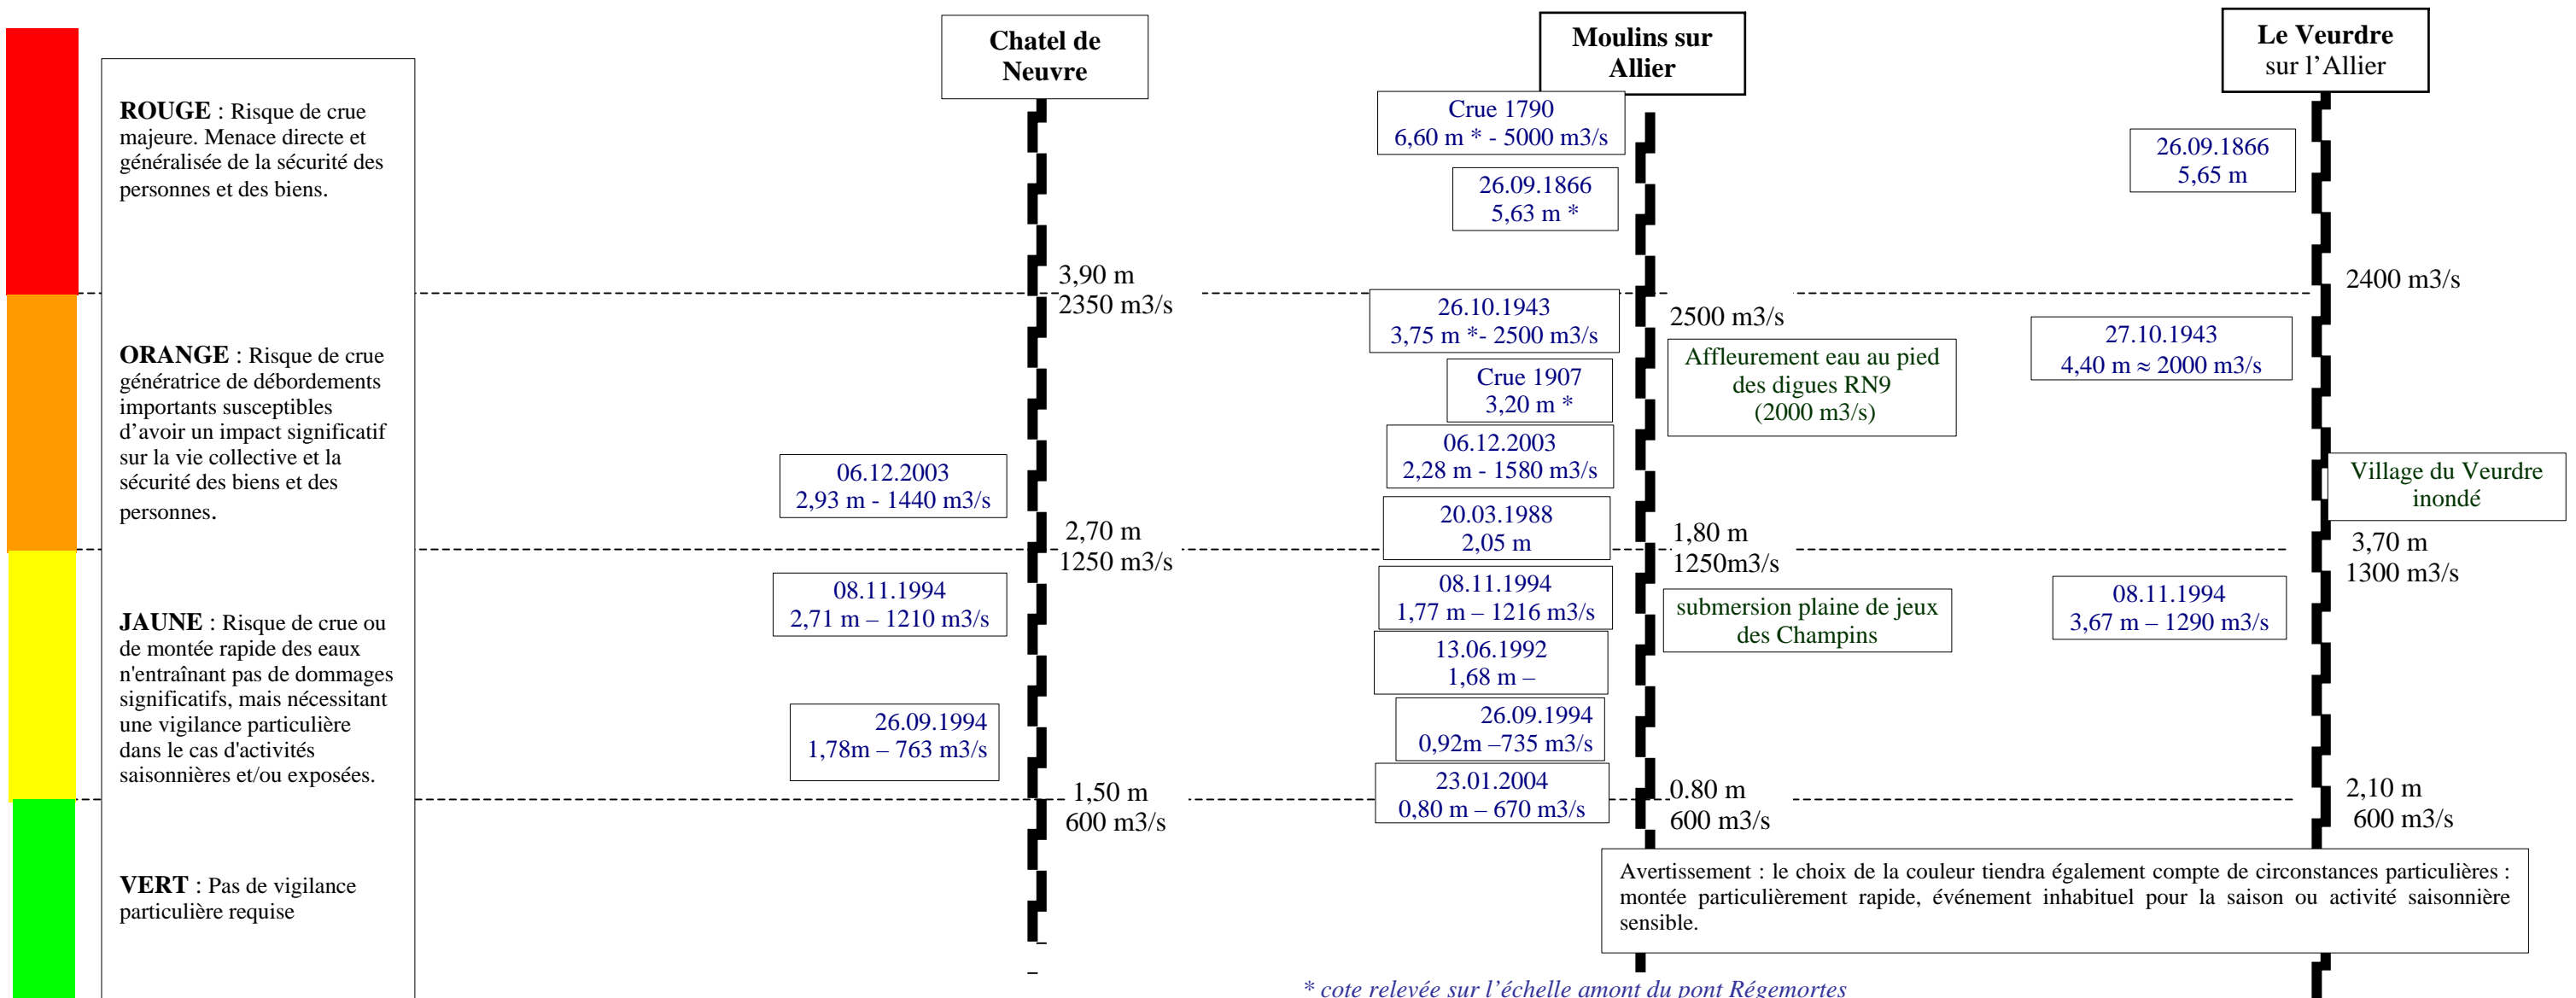 Chatel de
Neuvre
Moulins sur
Allier
Le Veurdre
sur l'Allier
ROUGE : Risque de crue
majeure. Menace directe et
généralisée de la sécurité des
personnes et des biens.
ORANGE : Risque de crue
génératrice de débordements
importants susceptibles
d'avoir un impact significatif
sur la vie collective et la
sécurité des biens et des
personnes.
JAUNE : Risque de crue ou
de montée rapide des eaux
n'entraînant pas de dommages
significatifs, mais nécessitant
une vigilance particulière
dans le cas d'activités
saisonnières et/ou exposées.
VERT : Pas de vigilance
particulière requise
3,90 m
2350 m3/s
06.12.2003
2,93 m - 1440 m3/s
2,70 m
1250 m3/s
08.11.1994
2,71 m – 1210 m3/s
26.09.1994
1,78m – 763 m3/s
1,50 m
600 m3/s
Crue 1790
6,60 m * - 5000 m3/s
26.09.1866
5,63 m *
26.10.1943
3,75 m *- 2500 m3/s
2500 m3/s
Crue 1907
3,20 m *
Affleurement eau au pied
des digues RN9
(2000 m3/s)
06.12.2003
2,28 m - 1580 m3/s
20.03.1988
2,05 m
1,80 m
1250m3/s
08.11.1994
1,77 m – 1216 m3/s
submersion plaine de jeux
des Champins
13.06.1992
1,68 m –
26.09.1994
0,92m –735 m3/s
23.01.2004
0,80 m – 670 m3/s
0.80 m
600 m3/s
26.09.1866
5,65 m
2400 m3/s
27.10.1943
4,40 m ≈ 2000 m3/s
Village du Veurdre
inondé
3,70 m
1300 m3/s
08.11.1994
3,67 m – 1290 m3/s
2,10 m
600 m3/s
Avertissement : le choix de la couleur tiendra également compte de circonstances particulières :
montée particulièrement rapide, événement inhabituel pour la saison ou activité saisonnière
sensible.
* cote relevée sur l'échelle amont du pont Régemortes